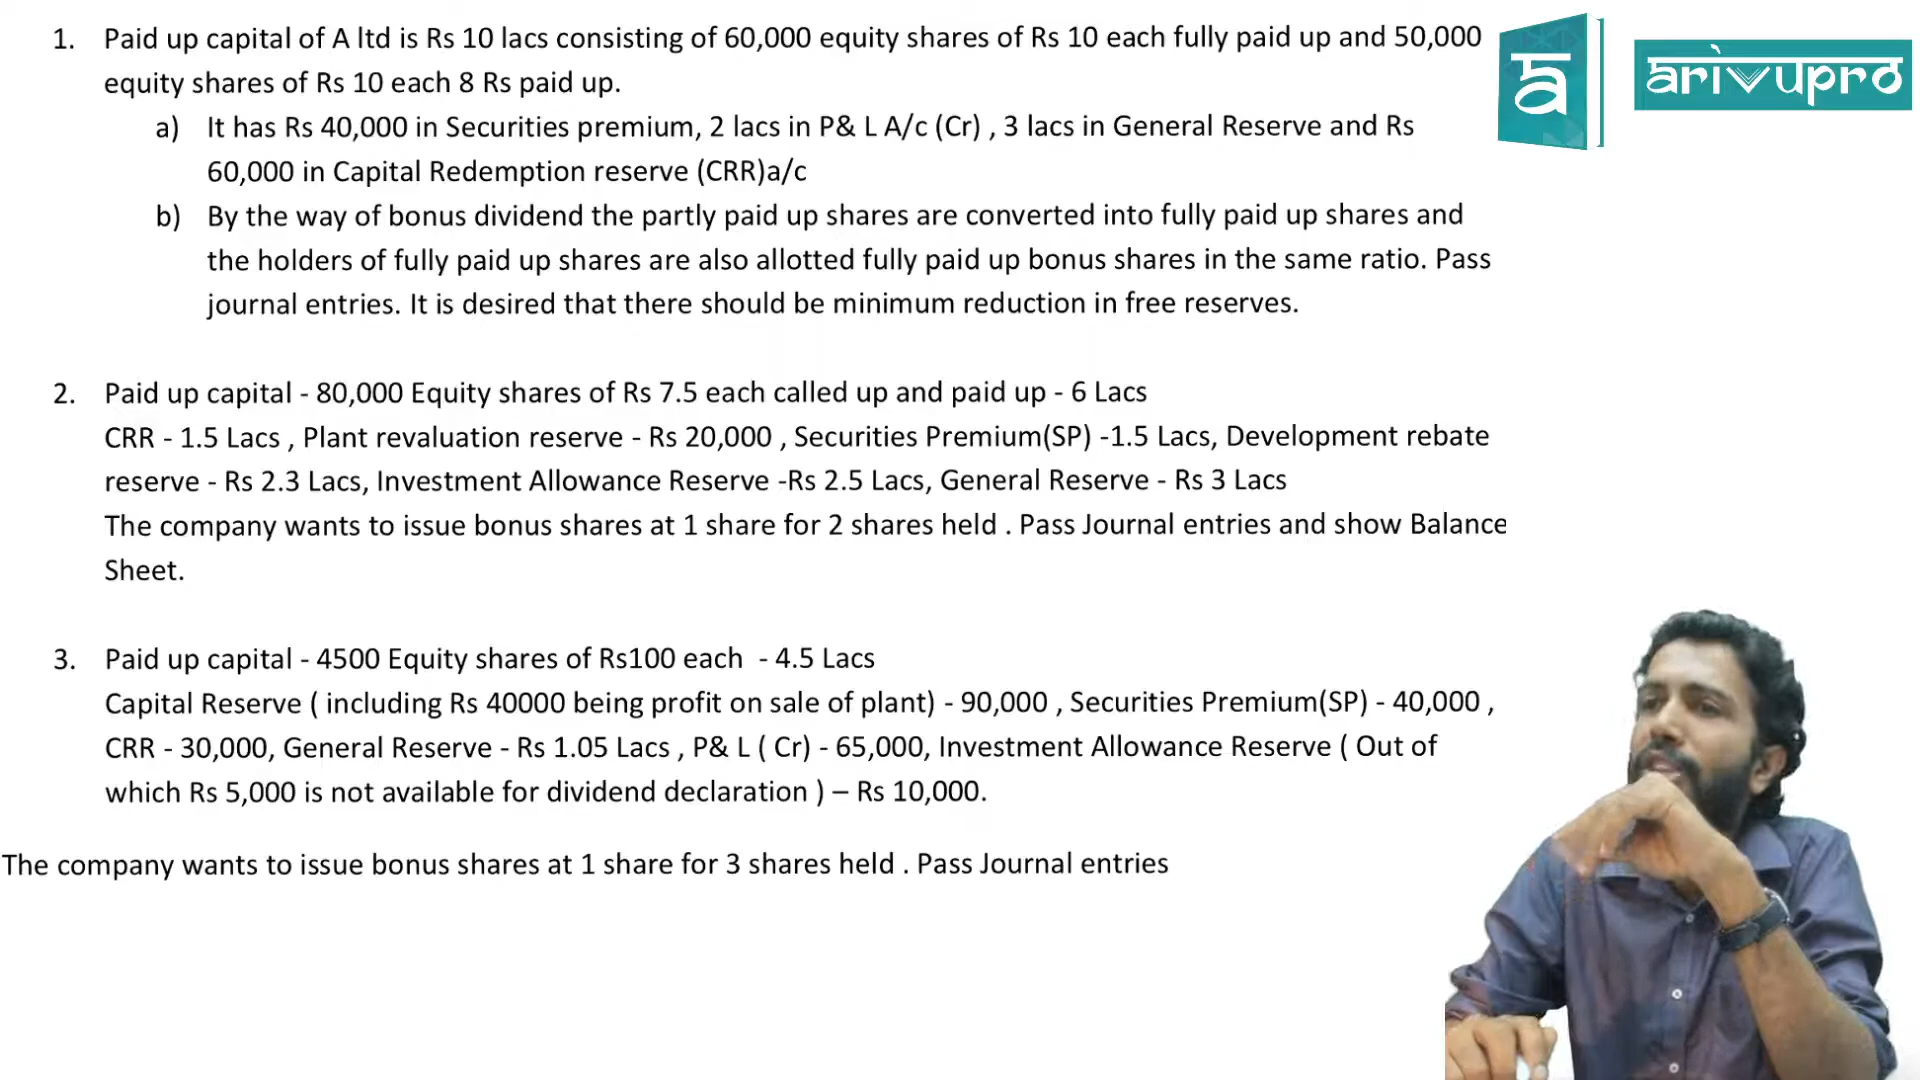 1. Paid up capital of A ltd is Rs 10 lacs consisting of 60,000 equity shares of Rs 10 each fully paid up and 50,000
equity shares of Rs 10 each 8 Rs paid up.
a) It has Rs 40,000 in Securities premium, 2 lacs in P& L A/c (Cr) , 3 lacs in General Reserve and Rs
60,000 in Capital Redemption reserve (CRR)a/c
b) By the way of bonus dividend the partly paid up shares are converted into fully paid up shares and
the holders of fully paid up shares are also allotted fully paid up bonus shares in the same ratio. Pass
journal entries. It is desired that there should be minimum reduction in free reserves.
2. Paid up capital - 80,000 Equity shares of Rs 7.5 each called up and paid up - 6 Lacs
CRR - 1.5 Lacs , Plant revaluation reserve - Rs 20,000 , Securities Premium(SP) -1.5 Lacs, Development rebate
reserve - Rs 2.3 Lacs, Investment Allowance Reserve -Rs 2.5 Lacs, General Reserve - Rs 3 Lacs
The company wants to issue bonus shares at 1 share for 2 shares held . Pass Journal entries and show Balance
Sheet.
3. Paid up capital - 4500 Equity shares of Rs100 each - 4.5 Lacs
Capital Reserve ( including Rs 40000 being profit on sale of plant) - 90,000 , Securities Premium(SP) - 40,000 ,
CRR - 30,000, General Reserve - Rs 1.05 Lacs , P& L ( Cr) - 65,000, Investment Allowance Reserve ( Out of
which Rs 5,000 is not available for dividend declaration ) – Rs 10,000.
The company wants to issue bonus shares at 1 share for 3 shares held . Pass Journal entries
a
arivupro